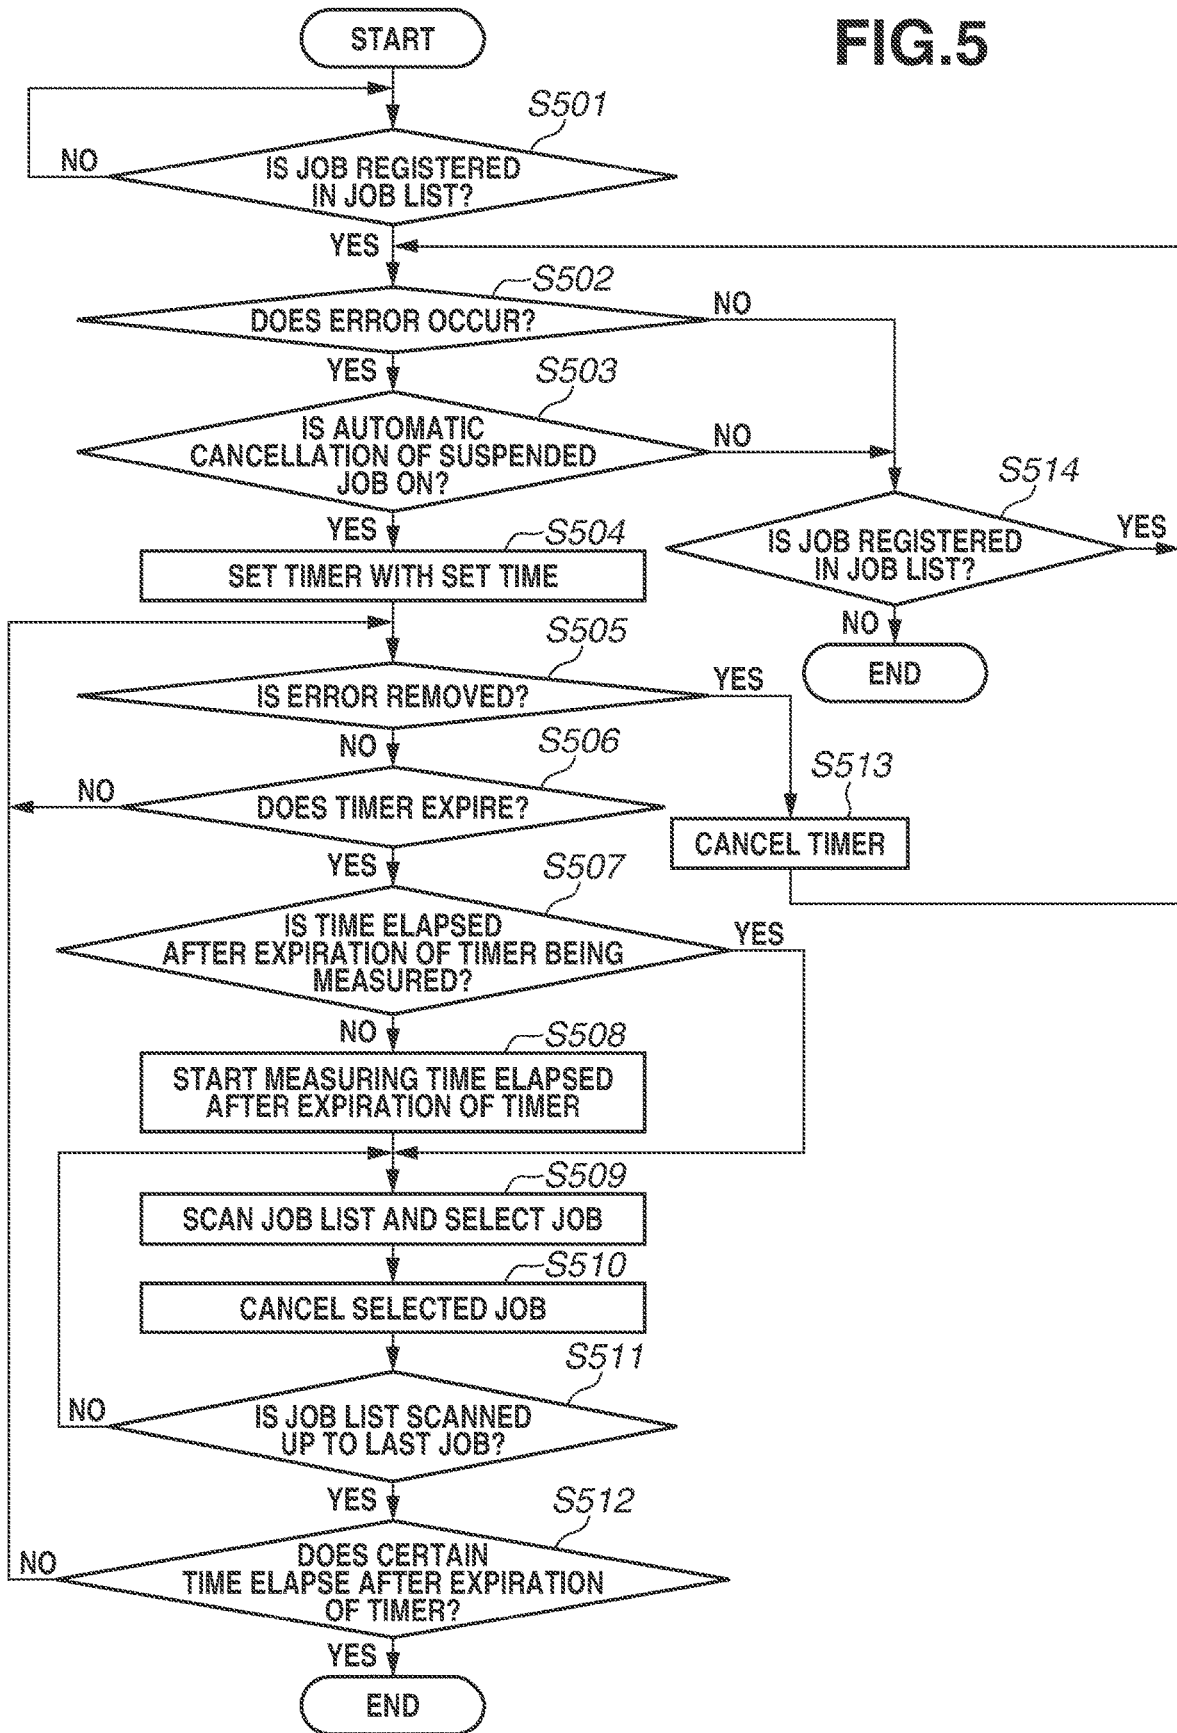 FIG.5
START
S501
NO
IS JOB REGISTERED
IN JOB LIST?
YES
S502
NO
DOES ERROR OCCUR?
YES
S503
IS AUTOMATIC
CANCELLATION OF SUSPENDED
JOB ON?
NO
S514
YES
S504
IS JOB REGISTERED
IN JOB LIST?
YES
SET TIMER WITH SET TIME
NO
END
S505
IS ERROR REMOVED?
YES
NO
S506
S513
NO
DOES TIMER EXPIRE?
CANCEL TIMER
YES
S507
IS TIME ELAPSED
AFTER EXPIRATION OF TIMER BEING
MEASURED?
YES
NO
S508
START MEASURING TIME ELAPSED
AFTER EXPIRATION OF TIMER
S509
SCAN JOB LIST AND SELECT JOB
S510
CANCEL SELECTED JOB
S511
NO
IS JOB LIST SCANNED
UP TO LAST JOB?
YES
S512
NO
DOES CERTAIN
TIME ELAPSE AFTER EXPIRATION
OF TIMER?
YES
END